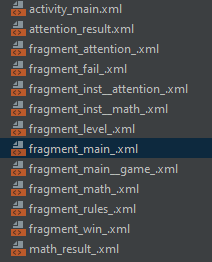 activity_main.xml
attention_result.xml
fragment_attention_.xml
fragment_fail_.xml
fragment_inst__attention_.xml
fragment_inst__math_.xml
fragment_level_.xml
fragment_main_.xml
fragment_main__game_.xml
fragment_math_.xml
fragment_rules_.xml
fragment_win_.xml
math_result_.xml